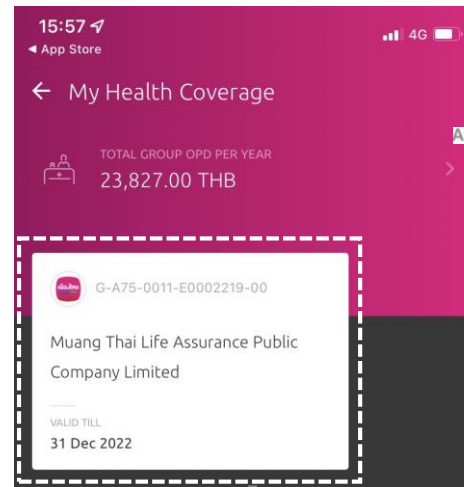 15:57
4G
◀ App Store
← My Health Coverage
A
TOTAL GROUP OPD PER YEAR
23,827.00 THB
G-A75-0011-E0002219-00
Muang Thai Life Assurance Public
Company Limited
VALID TILL
31 Dec 2022